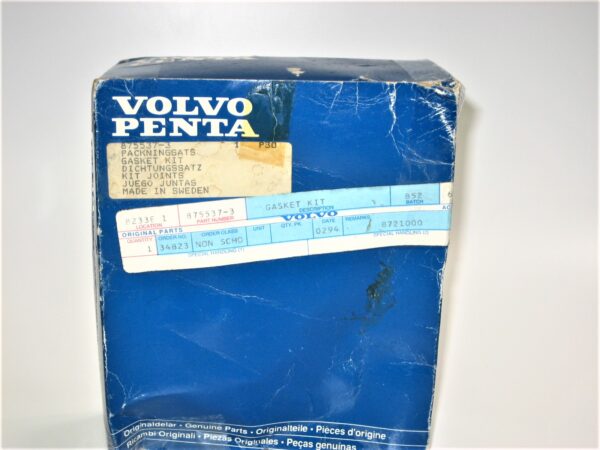 VOLVO
PENTA
875537-3 1 P30
PACKNINGSATS
GASKET KIT
DICHTUNGSSATZ
KIT JOINTS
JUEGO JUNTAS
MADE IN SWEDEN
8233F 1 875537-3 GASKET KIT 852
LOCATION PART NUMBER DESCRIPTION BATCH
ORIGINAL PARTS VOLVO
QUANTITY ORDER NO. ORDER CLASS UNIT QTY. PK. DATE REMARKS
1 34823 NON SCHD 0294 8721000
SPECIAL HANDLING (1) SPECIAL HANDLING (2)
Originaldelar • Genuine Parts • Originalteile • Pièces d'origine
Ricambi Originali • Piezas Originales • Peças genuinas